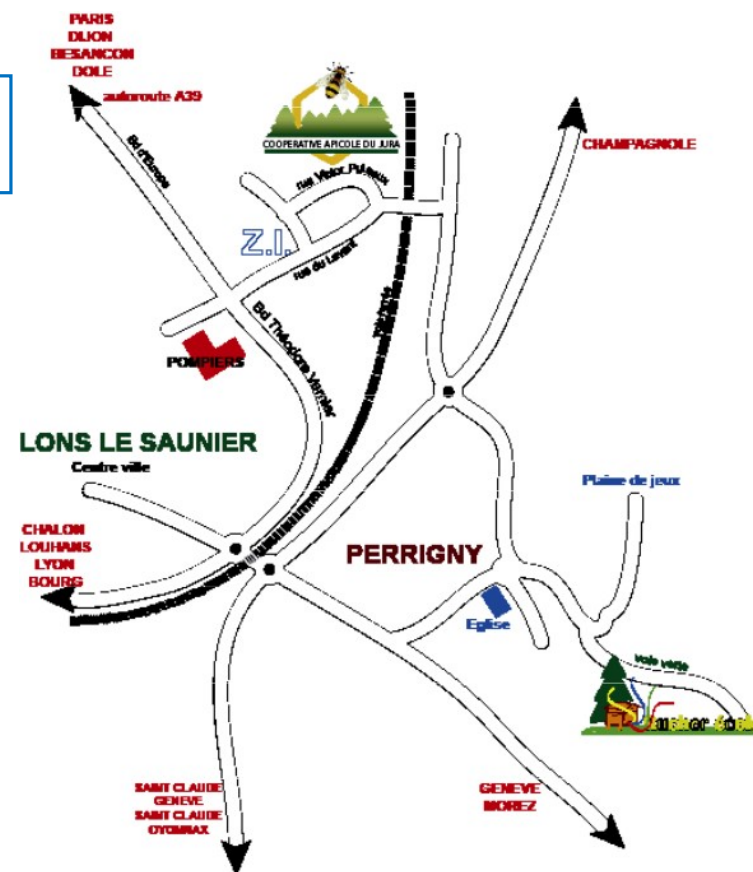 PARIS
DIJON
BESANCON
DOLE
autoroute A39
Bd d'Europe
COOPERATIVE APICOLE DU JURA
CHAMPAGNOLE
rue Victor
Z.I.
rue du Levant
Bd Théodore Vernier
POMPIERS
LONS LE SAUNIER
Centre ville
CHALON
LOUHANS
LYON
BOURG
PERRIGNY
Plaine de jeux
Eglise
voie verte
SAINT CLAUDE
GENEVE
SAINT CLAUDE
OYONNAX
GENEVE
MOREZ